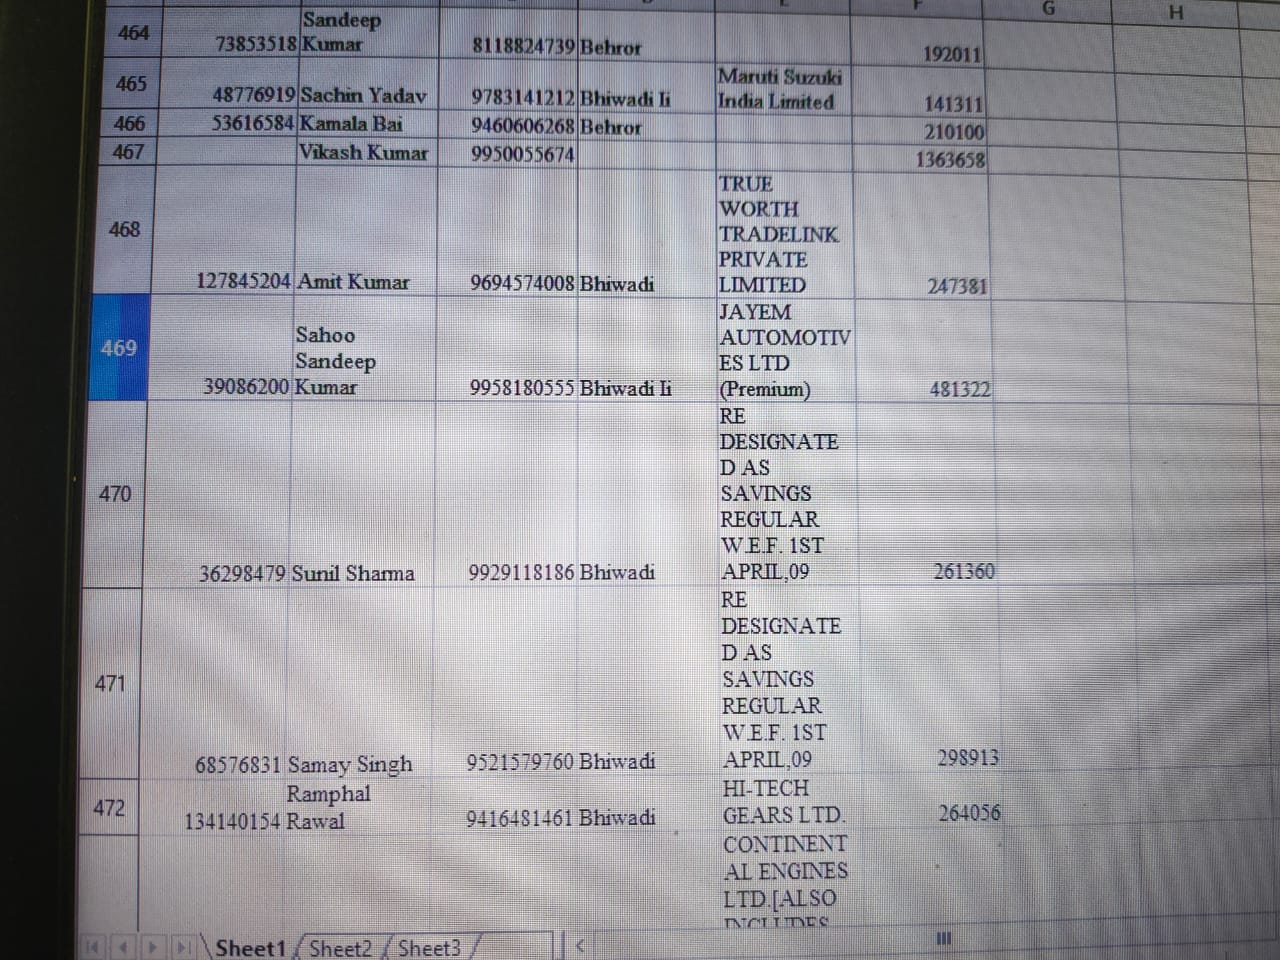 G H
464 73853518 Sandeep Kumar 8118824739 Behror 192011
465 48776919 Sachin Yadav 9783141212 Bhiwadi Ii Maruti Suzuki India Limited 141311
466 53616584 Kamala Bai 9460606268 Behror 210100
467 Vikash Kumar 9950055674 1363658
468 127845204 Amit Kumar 9694574008 Bhiwadi TRUE WORTH TRADELINK PRIVATE LIMITED 247381
469 39086200 Sahoo Sandeep Kumar 9958180555 Bhiwadi Ii JAYEM AUTOMOTIVES LTD (Premium) 481322
470 36298479 Sunil Sharma 9929118186 Bhiwadi RE DESIGNATED AS SAVINGS REGULAR W.E.F. 1ST APRIL,09 261360
471 68576831 Samay Singh 9521579760 Bhiwadi RE DESIGNATED AS SAVINGS REGULAR W.E.F. 1ST APRIL,09 298913
472 134140154 Ramphal Rawal 9416481461 Bhiwadi HI-TECH GEARS LTD. 264056
CONTINENTAL ENGINES LTD.[ALSO INCLUDES
Sheet1 Sheet2 Sheet3